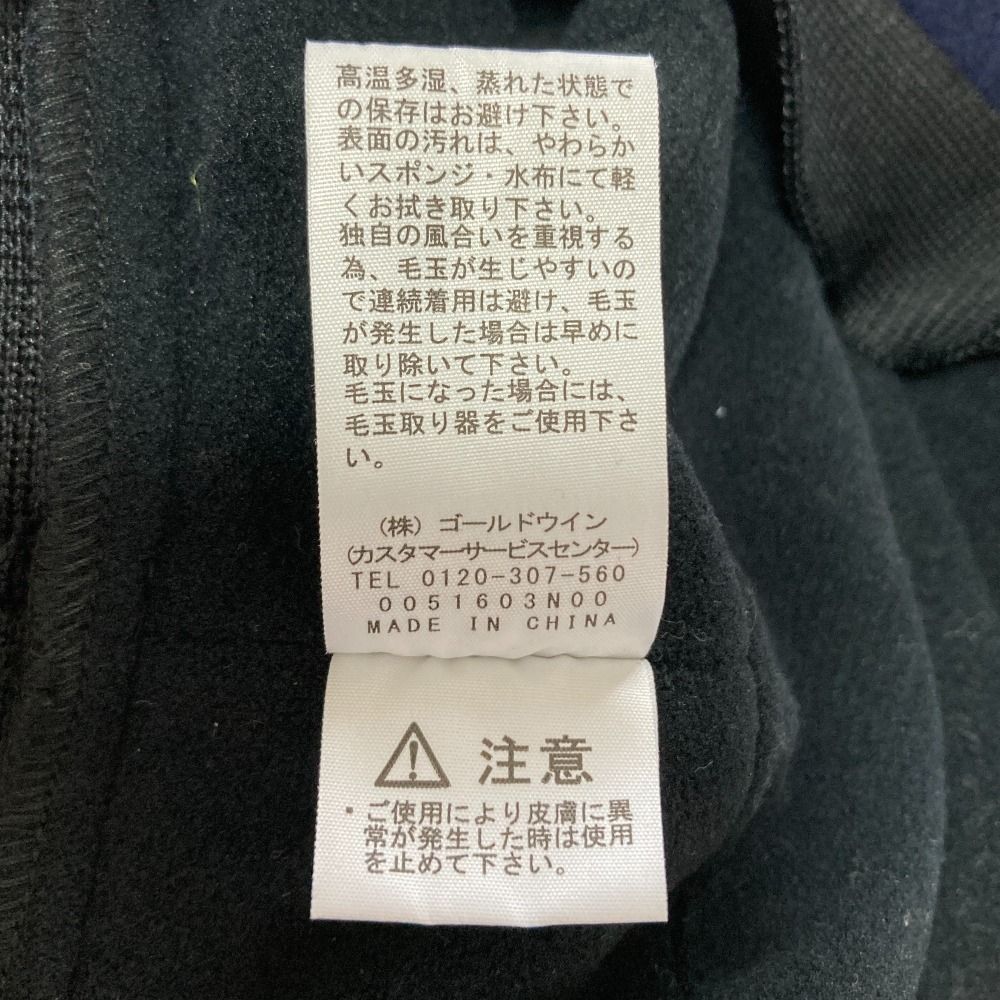 高温多湿、蒸れた状態で
の保存はお避け下さい。
表面の汚れは、やわらか
いスポンジ・水布にて軽
くお拭き取り下さい。
独自の風合いを重視する
為、毛玉が生じやすいの
で連続着用は避け、毛玉
が発生した場合は早めに
取り除いて下さい。
毛玉になった場合には、
毛玉取り器をご使用下さ
い。
(株) ゴールドウイン
(カスタマーサービスセンター)
TEL 0120-307-560
0051603N00
MADE IN CHINA
注意
・ご使用により皮膚に異
常が発生した時は使用
を止めて下さい。